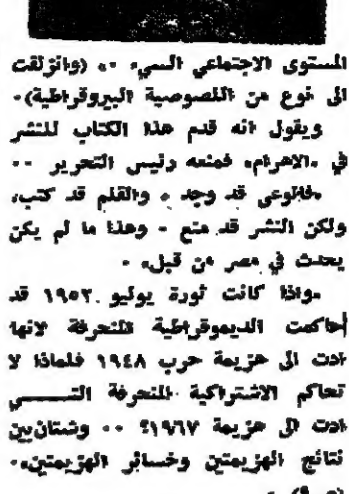 المستوى الاجتماعي السيء .. (وانزلقت
الى نوع من اللصوصية البيروقراطية).
ويقول انه قدم هذا الكتاب للنشر
في «الاهرام» فمنعه رئيس التحرير ..
«فالوعي قد وجد ، والقلم قد كتب،
ولكن النشر قد منع - وهذا ما لم يكن
يحدث في مصر من قبل» .
«واذا كانت ثورة يوليو ١٩٥٢ قد
حاكمت الديموقراطية المنحرفة لانها
ادت الى هزيمة حرب ١٩٤٨ فلماذا لا
تحاكم الاشتراكية المنحرفة التي
ادت الى هزيمة ١٩٦٧؟ .. وشتان بين
نتائج الهزيمتين وخسائر الهزيمتين».
(ص ٩) .